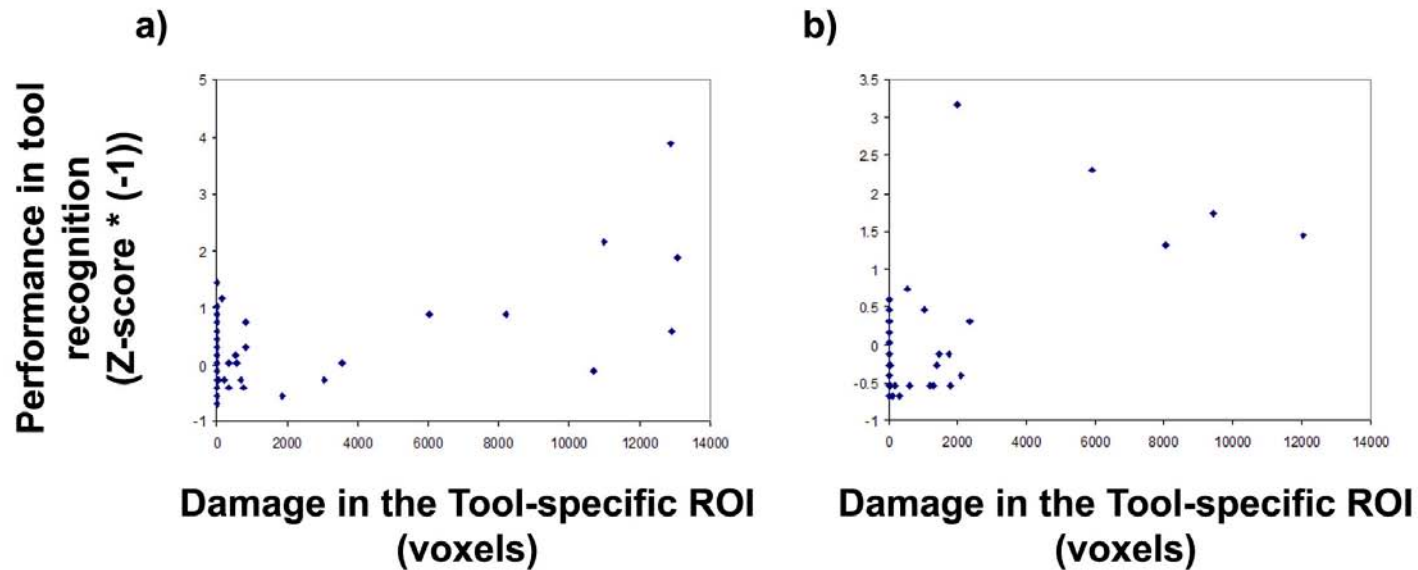 a)
b)
Performance in tool
recognition
(Z-score * (-1))
5
4
3
2
1
0
-1
0 2000 4000 6000 8000 10000 12000 14000
Damage in the Tool-specific ROI
(voxels)
3.5
3
2.5
2
1.5
1
0.5
0
-0.5
-1
0 2000 4000 6000 8000 10000 12000 14000
Damage in the Tool-specific ROI
(voxels)